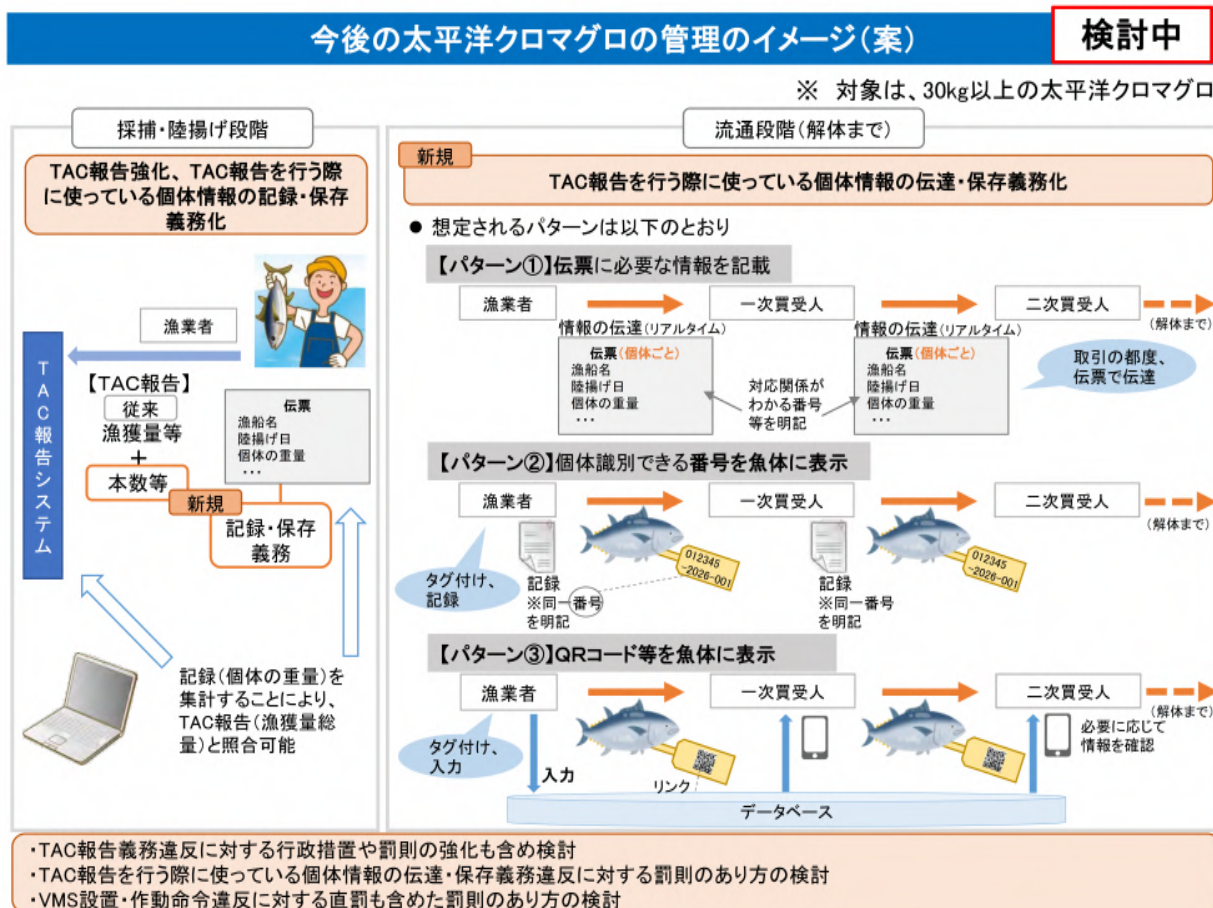 今後の太平洋クロマグロの管理のイメージ(案)
検討中
※ 対象は、30kg以上の太平洋クロマグロ
採捕・陸揚げ段階
TAC報告強化、TAC報告を行う際
に使っている個体情報の記録・保存
義務化
漁業者
TAC報告システム
【TAC報告】
従来
漁獲量等
+
本数等
伝票
漁船名
陸揚げ日
個体の重量
・・・
新規
記録・保存
義務
記録(個体の重量)を
集計することにより、
TAC報告(漁獲量総
量)と照合可能
流通段階(解体まで)
新規
TAC報告を行う際に使っている個体情報の伝達・保存義務化
● 想定されるパターンは以下のとおり
【パターン①】伝票に必要な情報を記載
漁業者
一次買受人
二次買受人
(解体まで)
情報の伝達(リアルタイム)
情報の伝達(リアルタイム)
伝票(個体ごと)
漁船名
陸揚げ日
個体の重量
・・・
対応関係が
わかる番号
等を明記
伝票(個体ごと)
漁船名
陸揚げ日
個体の重量
・・・
取引の都度、
伝票で伝達
【パターン②】個体識別できる番号を魚体に表示
漁業者
一次買受人
二次買受人
(解体まで)
タグ付け、
記録
記録
※同一番号
を明記
012345
-2026-001
記録
※同一番号
を明記
012345
-2026-001
【パターン③】QRコード等を魚体に表示
漁業者
一次買受人
二次買受人
(解体まで)
タグ付け、
入力
入力
リンク
必要に応じて
情報を確認
データベース
・TAC報告義務違反に対する行政措置や罰則の強化も含め検討
・TAC報告を行う際に使っている個体情報の伝達・保存義務違反に対する罰則のあり方の検討
・VMS設置・作動命令違反に対する直罰も含めた罰則のあり方の検討